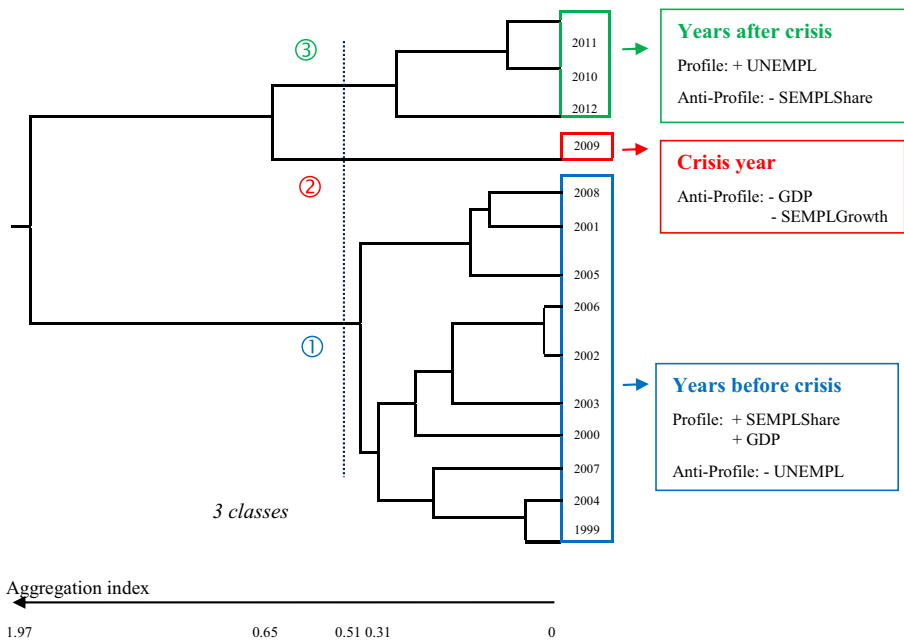 ③
2011
2010
2012
Years after crisis
Profile: + UNEMPL
Anti-Profile: - SEMPLShare
2009
②
Crisis year
Anti-Profile: - GDP
- SEMPLGrowth
2008
2001
2005
2006
①
2002
2003
2000
2007
2004
1999
Years before crisis
Profile: + SEMPLShare
+ GDP
Anti-Profile: - UNEMPL
3 classes
Aggregation index
1.97 0.65 0.51 0.31 0